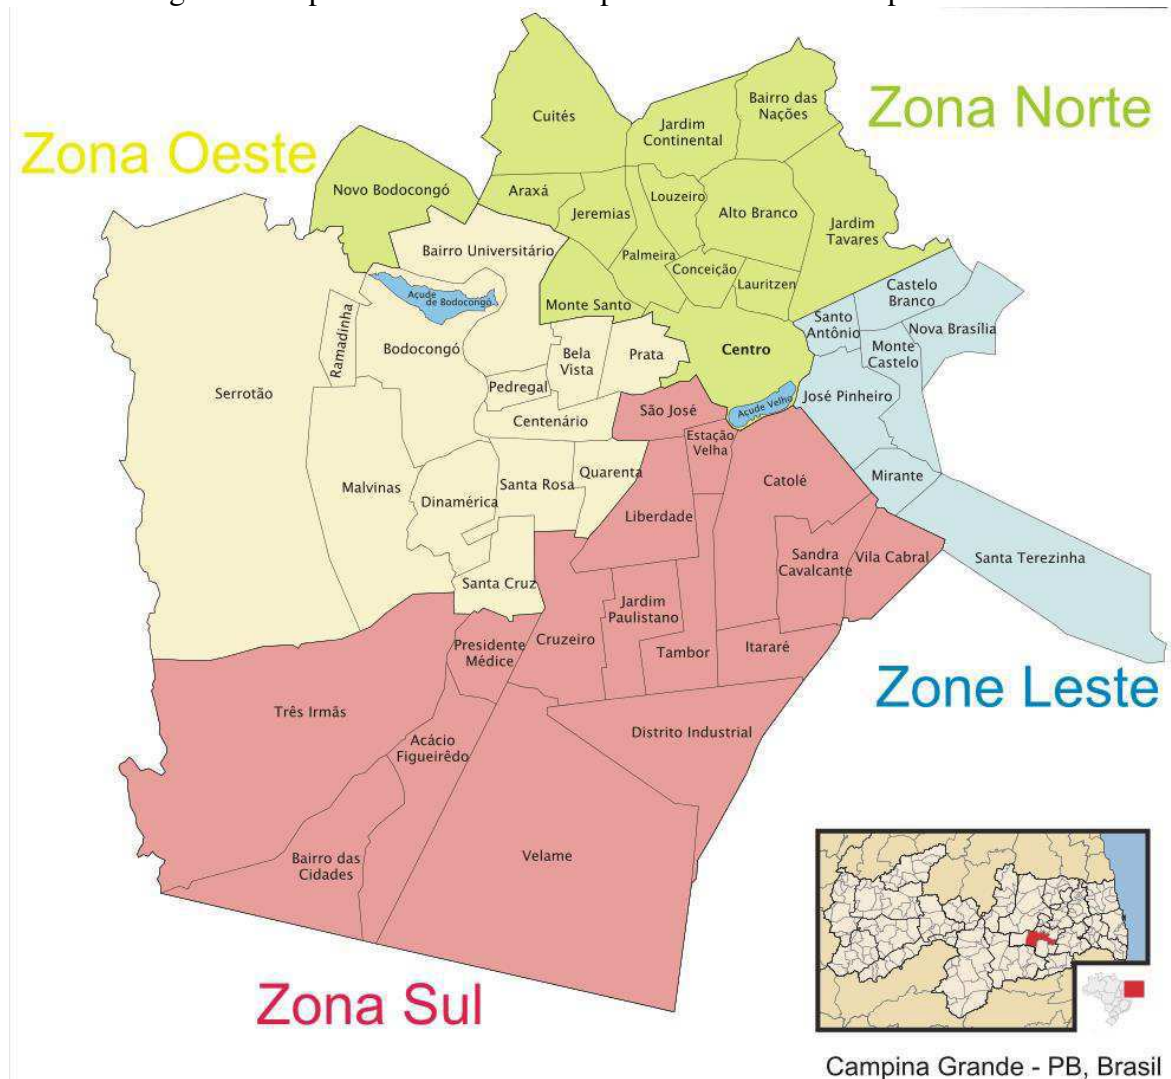 Zona Norte
Zona Oeste
Cuités
Jardim
Continental
Bairro das
Nações
Novo Bodocongó
Araxá
Jeremias
Louzeiro
Alto Branco
Jardim
Tavares
Bairro Universitário
Palmeira
Conceição
Lauritzen
Monte Santo
Castelo
Branco
Santo
Antônio
Nova Brasília
Monte
Castelo
Açude
de Bodocongó
Ramadinha
Bodocongó
Bela
Vista
Prata
Centro
Serrotão
Pedregal
Centenário
São José
Açude Velho
José Pinheiro
Estação
Velha
Malvinas
Dinamérica
Santa Rosa
Quarenta
Catolé
Mirante
Liberdade
Santa Cruz
Sandra
Cavalcante
Vila Cabral
Santa Terezinha
Jardim
Paulistano
Presidente
Médice
Cruzeiro
Tambor
Itararé
Zone Leste
Três Irmãs
Acácio
Figueirêdo
Distrito Industrial
Bairro das
Cidades
Velame
Zona Sul
Campina Grande - PB, Brasil